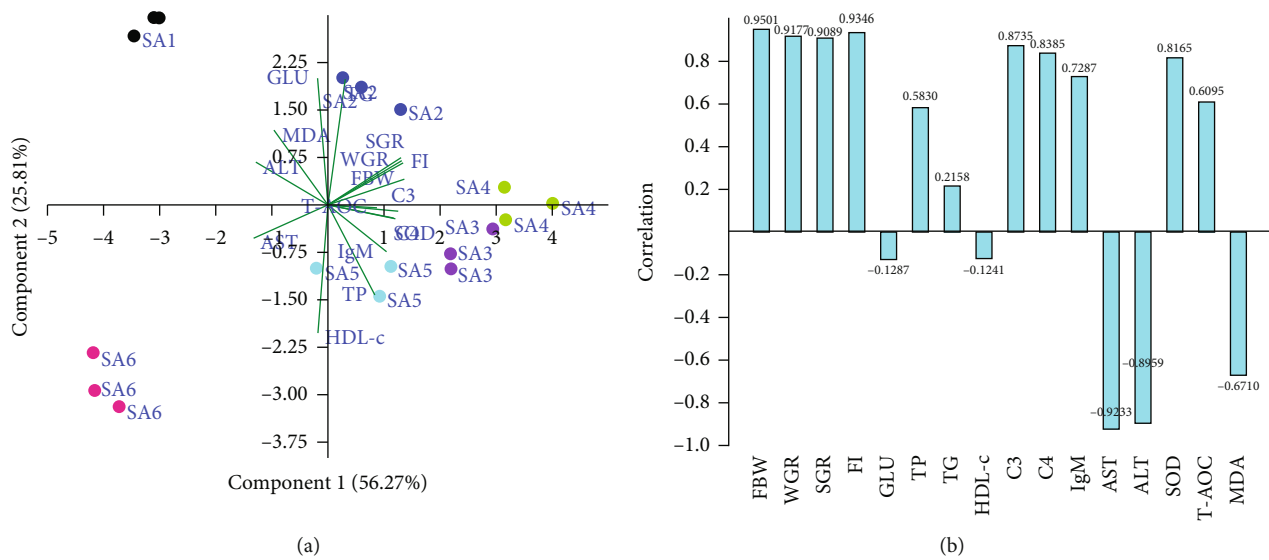 SA1
2.25
GLU
SA2
SA2
TG
SA2
1.50
MDA
SGR
0.75
WGR
FI
ALT
FBW
C3
SA4
T-AOC
SA4
−5
−4
−3
−2
−1
1
2
3
4
SA4
SA3
AST
C4
SOD
−0.75
IgM
SA3
SA5
SA5
SA3
−1.50
TP
SA5
HDL-c
−2.25
SA6
−3.00
SA6
SA6
−3.75
Component 2 (25.81%)
Component 1 (56.27%)
(a)
Correlation
0.8
0.6
0.4
0.2
−0.2
−0.4
−0.6
−0.8
−1.0
0.9501
0.9177
0.9089
0.9346
−0.1287
0.5830
0.2158
−0.1241
0.8735
0.8385
0.7287
−0.9233
−0.8959
0.8165
0.6095
−0.6710
FBW
WGR
SGR
FI
GLU
TP
TG
HDL-c
C3
C4
IgM
AST
ALT
SOD
T-AOC
MDA
(b)